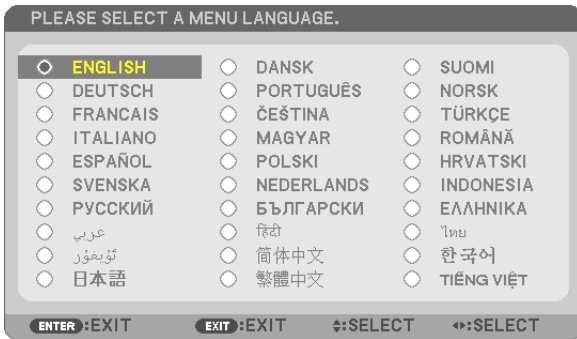 PLEASE SELECT A MENU LANGUAGE.
ENGLISH DANSK SUOMI
DEUTSCH PORTUGUÊS NORSK
FRANCAIS ČEŠTINA TÜRKÇE
ITALIANO MAGYAR ROMÂNĂ
ESPAÑOL POLSKI HRVATSKI
SVENSKA NEDERLANDS INDONESIA
РУССКИЙ БЪЛГАРСКИ ΕΛΛΗΝΙΚΑ
عربي हिंदी ไทย
ئۇيغۇر 简体中文 한국어
日本語 繁體中文 TIẾNG VIỆT
ENTER :EXIT EXIT :EXIT :SELECT :SELECT